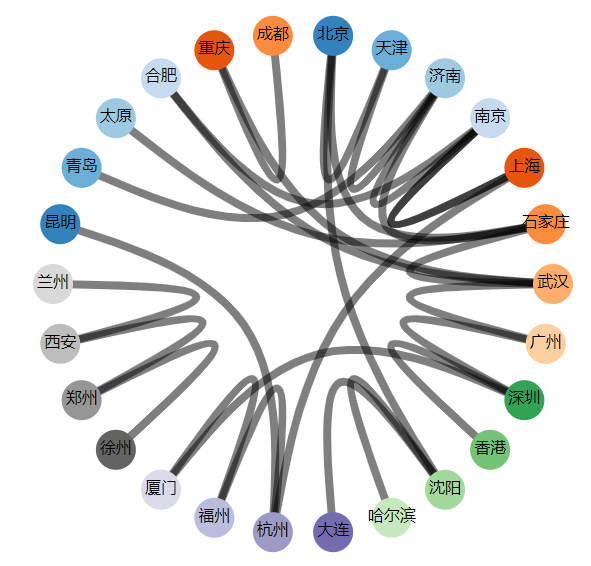 北京
天津
济南
南京
上海
石家庄
武汉
广州
深圳
香港
沈阳
哈尔滨
大连
杭州
福州
厦门
徐州
郑州
西安
兰州
昆明
青岛
太原
合肥
重庆
成都